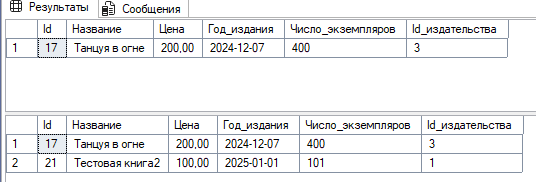 Результаты Сообщения
Id Название Цена Год_издания Число_экземпляров Id_издательства
1 17 Танцуя в огне 200,00 2024-12-07 400 3
Id Название Цена Год_издания Число_экземпляров Id_издательства
1 17 Танцуя в огне 200,00 2024-12-07 400 3
2 21 Тестовая книга2 100,00 2025-01-01 101 1